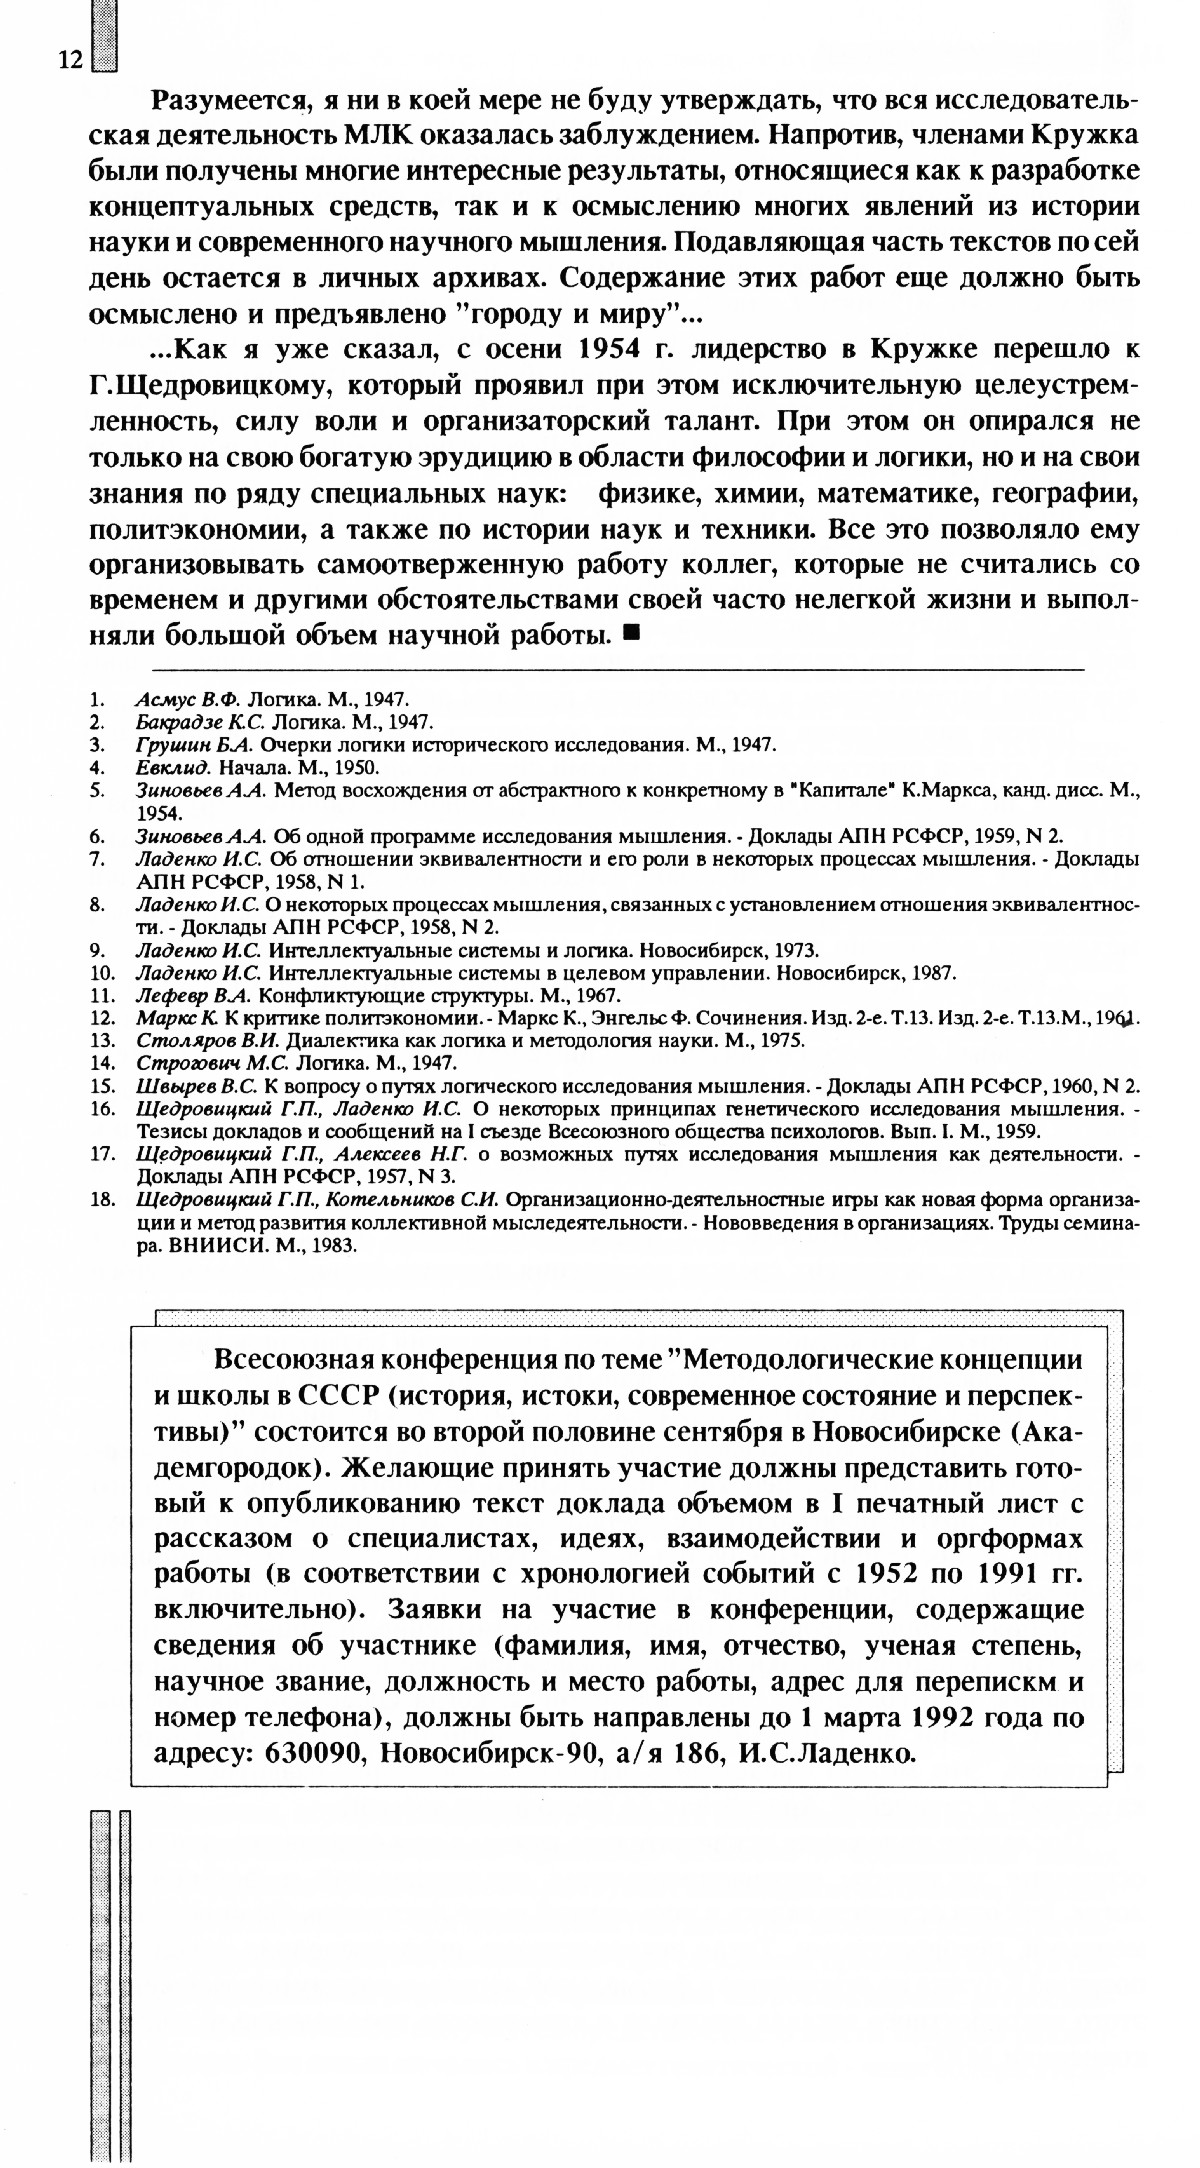 12
Разумеется, я ни в коей мере не буду утверждать, что вся исследователь-
ская деятельность МЛК оказалась заблуждением. Напротив, членами Кружка
были получены многие интересные результаты, относящиеся как к разработке
концептуальных средств, так и к осмыслению многих явлений из истории
науки и современного научного мышления. Подавляющая часть текстов по сей
день остается в личных архивах. Содержание этих работ еще должно быть
осмыслено и предъявлено "городу и миру"...
...Как я уже сказал, с осени 1954 г. лидерство в Кружке перешло к
Г.Щедровицкому, который проявил при этом исключительную целеустрем-
ленность, силу воли и организаторский талант. При этом он опирался не
только на свою богатую эрудицию в области философии и логики, но и на свои
знания по ряду специальных наук: физике, химии, математике, географии,
политэкономии, а также по истории наук и техники. Все это позволяло ему
организовывать самоотверженную работу коллег, которые не считались со
временем и другими обстоятельствами своей часто нелегкой жизни и выпол-
няли большой объем научной работы. ■
1. Асмус В.Ф. Логика. М., 1947.
2. Бакрадзе К.С. Логика. М., 1947.
3. Грушин Б.А. Очерки логики исторического исследования. М., 1947.
4. Евклид. Начала. М., 1950.
5. Зиновьев А.А. Метод восхождения от абстрактного к конкретному в "Капитале" К.Маркса, канд. дисс. М.,
1954.
6. Зиновьев А.А. Об одной программе исследования мышления. - Доклады АПН РСФСР, 1959, N 2.
7. Ладенко И.С. Об отношении эквивалентности и его роли в некоторых процессах мышления. - Доклады
АПН РСФСР, 1958, N 1.
8. Ладенко И.С. О некоторых процессах мышления, связанных с установлением отношения эквивалентнос-
ти. - Доклады АПН РСФСР, 1958, N 2.
9. Ладенко И.С. Интеллектуальные системы и логика. Новосибирск, 1973.
10. Ладенко И.С. Интеллектуальные системы в целевом управлении. Новосибирск, 1987.
11. Лефевр В.А. Конфликтующие структуры. М., 1967.
12. Маркс К. К критике политэкономии. - Маркс К., Энгельс Ф. Сочинения. Изд. 2-е. Т.13. Изд. 2-е. Т.13.М.,
13. Столяров В.И. Диалектика как логика и методология науки. М., 1975.
14. Строгович М.С. Логика. М., 1947.
15. Швырев В.С. К вопросу о путях логического исследования мышления. - Доклады АПН РСФСР, 1960, N 2.
16. Щедровицкий Г.П., Ладенко И.С. О некоторых принципах генетического исследования мышления. -
Тезисы докладов и сообщений на I съезде Всесоюзного общества психологов. Вып. I. М., 1959.
17. Щедровицкий Г.П., Алексеев Н.Г. о возможных путях исследования мышления как деятельности. -
Доклады АПН РСФСР, 1957, N 3.
18. Щедровицкий Г.П., Котельников С.И. Организационно-деятельностные игры как новая форма организа-
ции и метод развития коллективной мыследеятельности. - Нововведения в организациях. Труды семина-
ра. ВНИИСИ. М., 1983.
Всесоюзная конференция по теме "Методологические концепции
и школы в СССР (история, истоки, современное состояние и перспек-
тивы)" состоится во второй половине сентября в Новосибирске (Ака-
демгородок). Желающие принять участие должны представить гото-
вый к опубликованию текст доклада объемом в I печатный лист с
рассказом о специалистах, идеях, взаимодействии и оргформах
работы (в соответствии с хронологией событий с 1952 по 1991 гг.
включительно). Заявки на участие в конференции, содержащие
сведения об участнике (фамилия, имя, отчество, ученая степень,
научное звание, должность и место работы, адрес для перепискм и
номер телефона), должны быть направлены до 1 марта 1992 года по
адресу: 630090, Новосибирск-90, а/я 186, И.С.Ладенко.